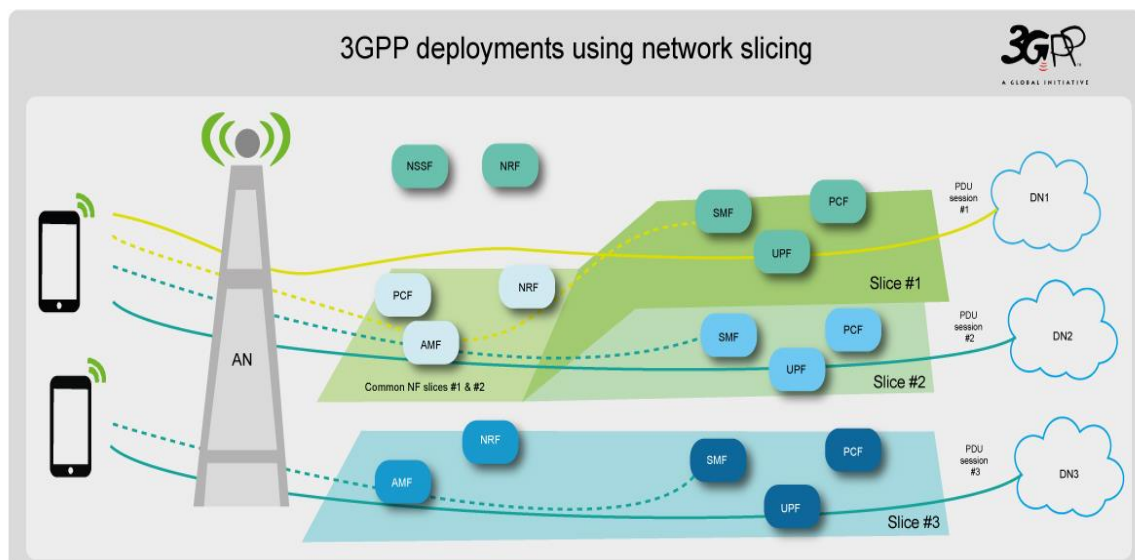 3GPP deployments using network slicing
3GPP
TM
A GLOBAL INITIATIVE
NSSF
NRF
SMF
PCF
UPF
PDU
session
#1
DN1
Slice #1
PCF
NRF
AMF
Common NF slices #1 & #2
AN
SMF
PCF
UPF
PDU
session
#2
DN2
Slice #2
NRF
AMF
SMF
PCF
UPF
PDU
session
#3
DN3
Slice #3